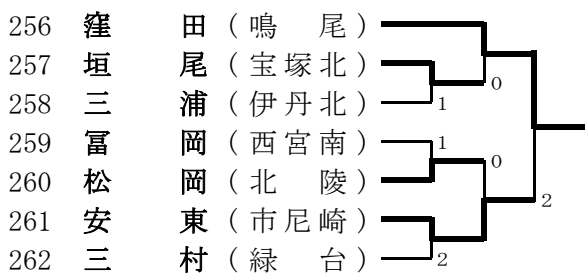 256 窪 田 ( 鳴 尾 )
257 垣 尾 ( 宝 塚 北 ) 0
258 三 浦 ( 伊 丹 北 ) 1
259 冨 岡 ( 西 宮 南 ) 1
260 松 岡 ( 北 陵 ) 0
261 安 東 ( 市 尼 崎 ) 2
262 三 村 ( 緑 台 ) 2